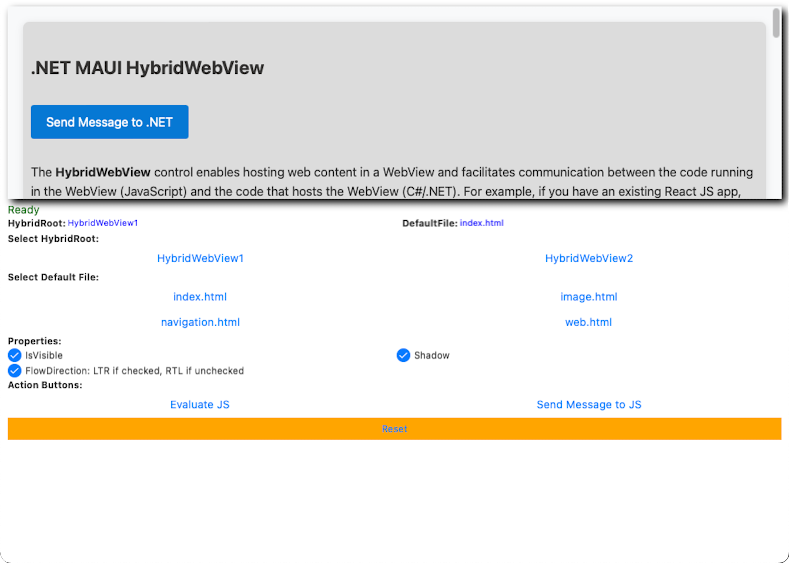 .NET MAUI HybridWebView
Send Message to .NET
The HybridWebView control enables hosting web content in a WebView and facilitates communication between the code running
in the WebView (JavaScript) and the code that hosts the WebView (C#/.NET). For example, if you have an existing React JS app,
Ready
HybridRoot: HybridWebView1 DefaultFile: index.html
Select HybridRoot:
HybridWebView1 HybridWebView2
Select Default File:
index.html image.html
navigation.html web.html
Properties:
IsVisible Shadow
FlowDirection: LTR if checked, RTL if unchecked
Action Buttons:
Evaluate JS Send Message to JS
Reset